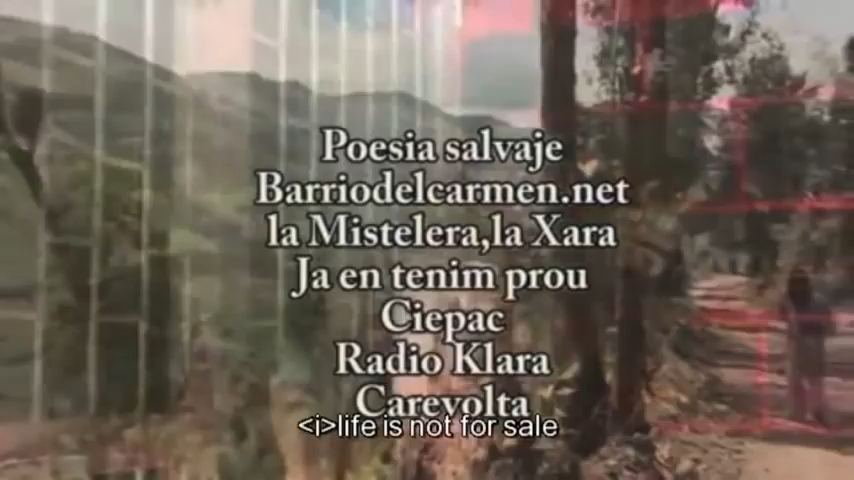 Poesia salvaje
Barriodelcarmen.net
la Mistelera,la Xara
Ja en tenim prou
Ciepac
Radio Klara
Carevolta
<i>life is not for sale